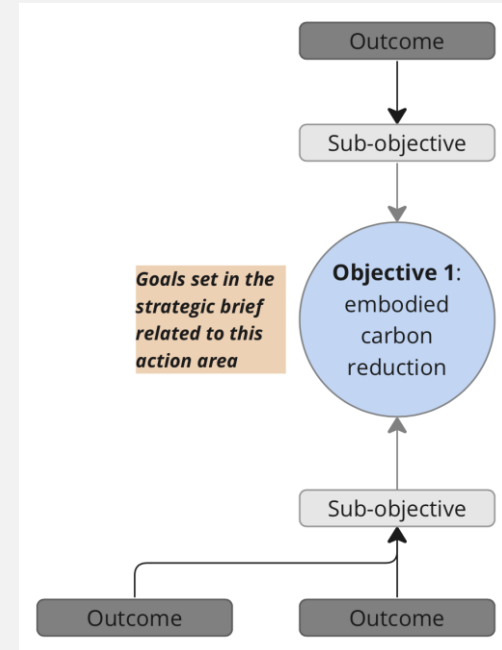 Outcome
Sub-objective
Goals set in the
strategic brief
related to this
action area
Objective 1:
embodied
carbon
reduction
Sub-objective
Outcome
Outcome